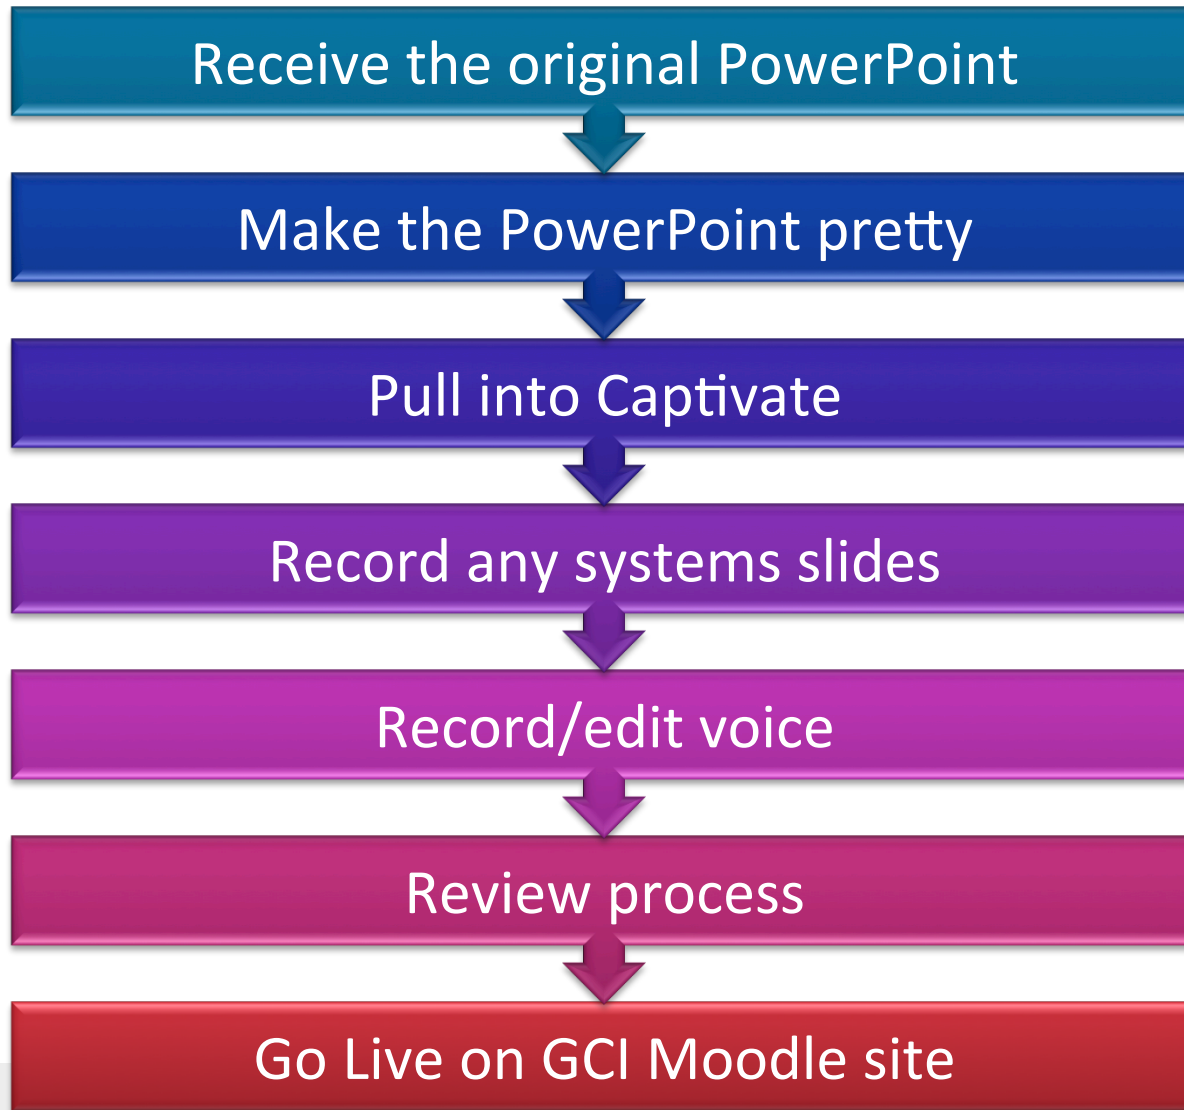 Receive the original PowerPoint
Make the PowerPoint pretty
Pull into Captivate
Record any systems slides
Record/edit voice
Review process
Go Live on GCI Moodle site